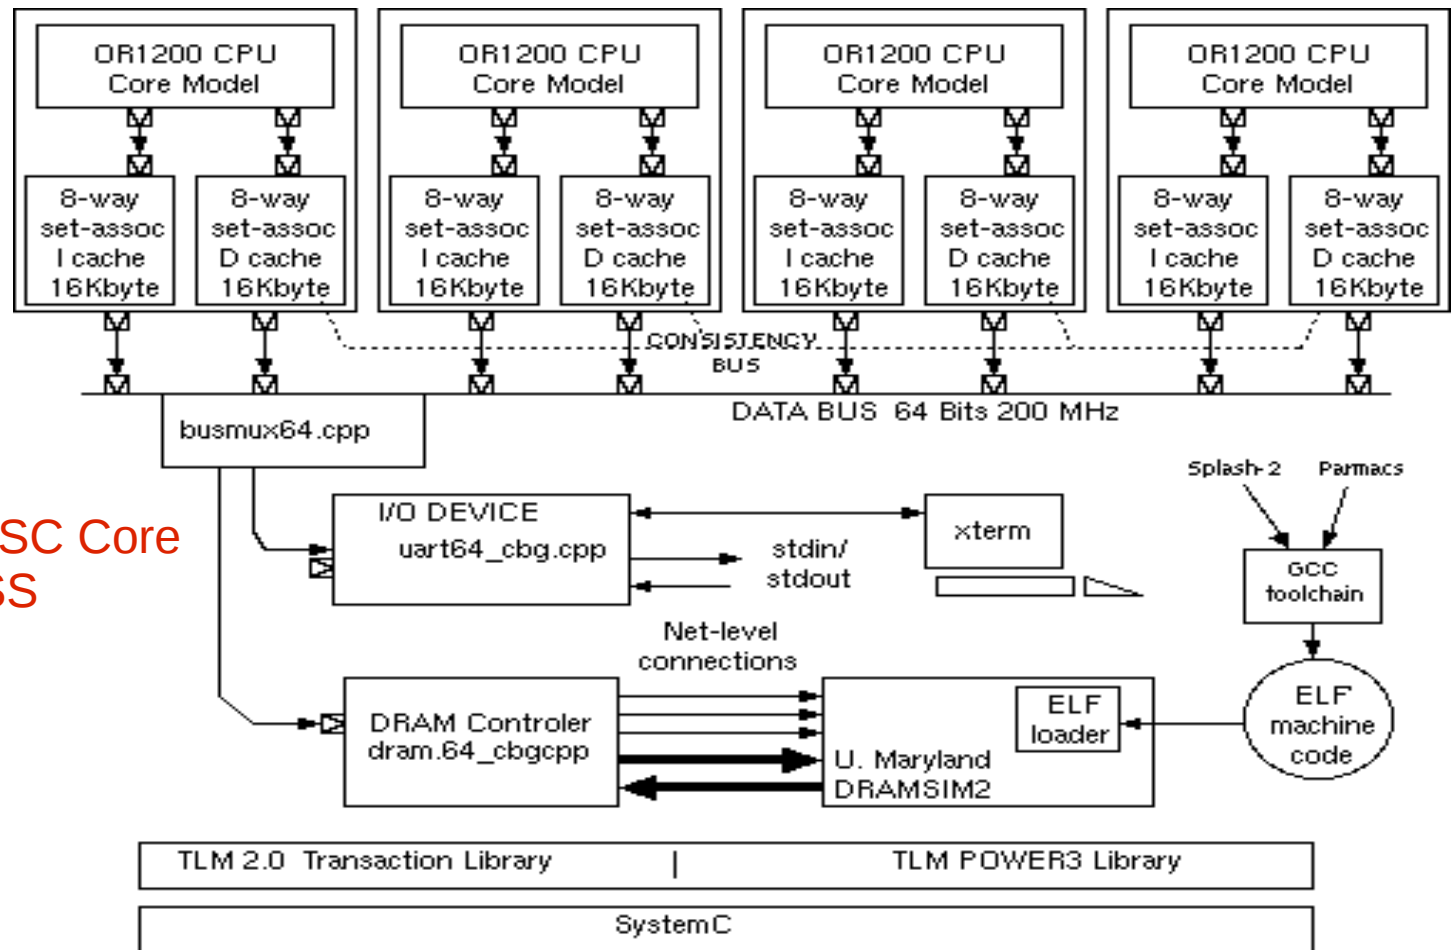 OR1200 CPU
Core Model
OR1200 CPU
Core Model
OR1200 CPU
Core Model
OR1200 CPU
Core Model
8-way
set-assoc
I cache
16Kbyte
8-way
set-assoc
D cache
16Kbyte
8-way
set-assoc
I cache
16Kbyte
8-way
set-assoc
D cache
16Kbyte
8-way
set-assoc
I cache
16Kbyte
8-way
set-assoc
D cache
16Kbyte
8-way
set-assoc
I cache
16Kbyte
8-way
set-assoc
D cache
16Kbyte
CONSISTENCY
BUS
DATA BUS 64 Bits 200 MHz
busmux64.cpp
Splash-2
Parmacs
SC Core
SS
I/O DEVICE
uart64_cbg.cpp
stdin/
stdout
xterm
GCC
toolchain
Net-level
connections
DRAM Controler
dram.64_cbgcpp
U. Maryland
DRAMSIM2
ELF
loader
ELF
machine
code
TLM 2.0 Transaction Library | TLM POWER3 Library
SystemC